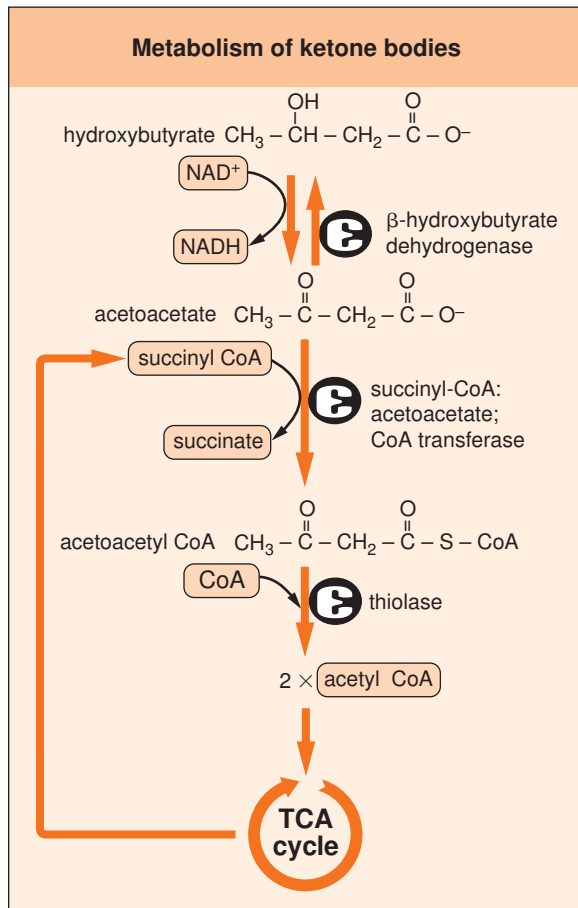 Metabolism of ketone bodies
OH
O
hydroxybutyrate CH₃ – CH – CH₂ – C – O⁻
NAD⁺
NADH
β-hydroxybutyrate
dehydrogenase
O
O
acetoacetate CH₃ – C – CH₂ – C – O⁻
succinyl CoA
succinate
succinyl-CoA:
acetoacetate;
CoA transferase
O
O
acetoacetyl CoA CH₃ – C – CH₂ – C – S – CoA
CoA
thiolase
2 × acetyl CoA
TCA
cycle